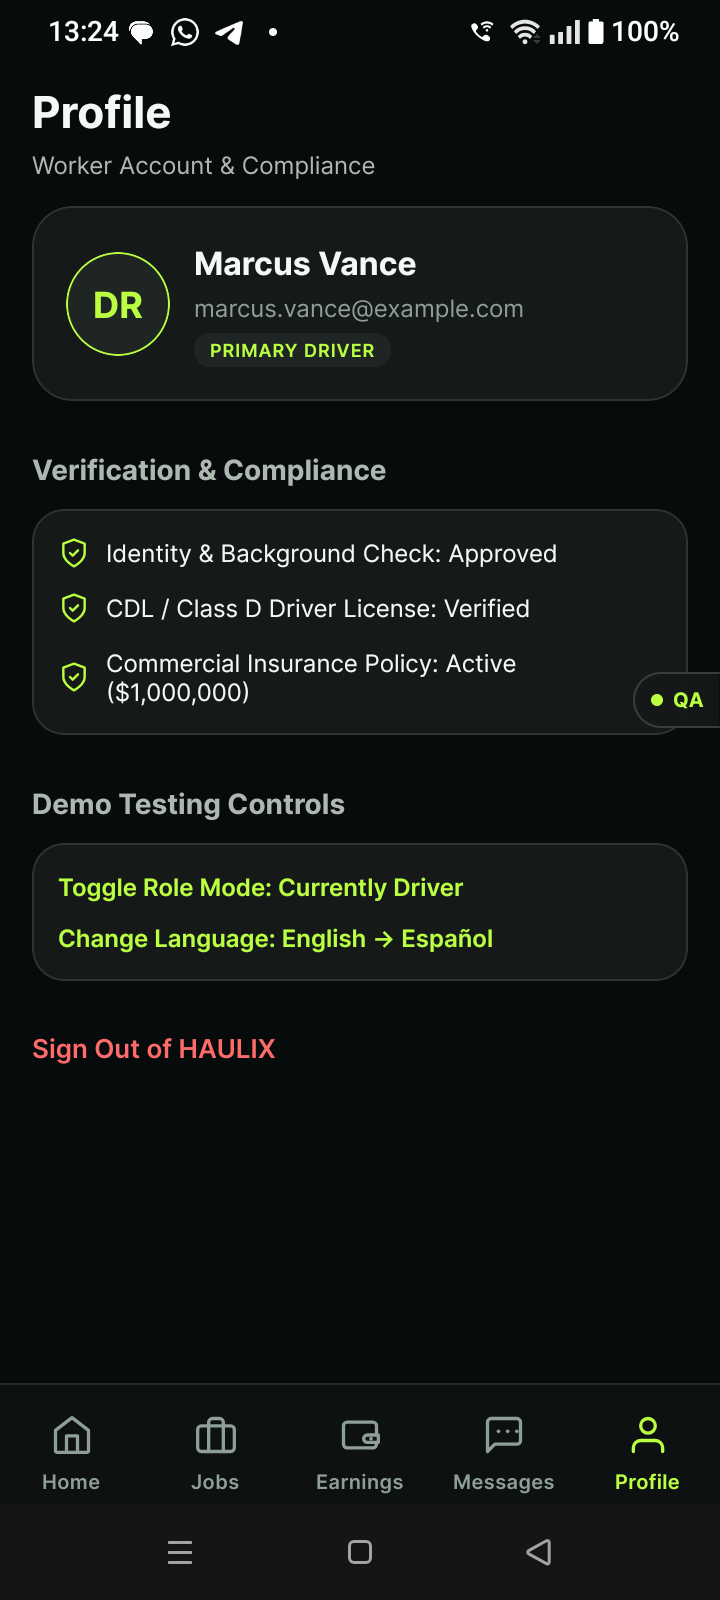 13:24
100%
Profile
Worker Account & Compliance
DR
Marcus Vance
marcus.vance@example.com
PRIMARY DRIVER
Verification & Compliance
Identity & Background Check: Approved
CDL / Class D Driver License: Verified
Commercial Insurance Policy: Active
($1,000,000)
QA
Demo Testing Controls
Toggle Role Mode: Currently Driver
Change Language: English → Español
Sign Out of HAULIX
Home
Jobs
Earnings
Messages
Profile